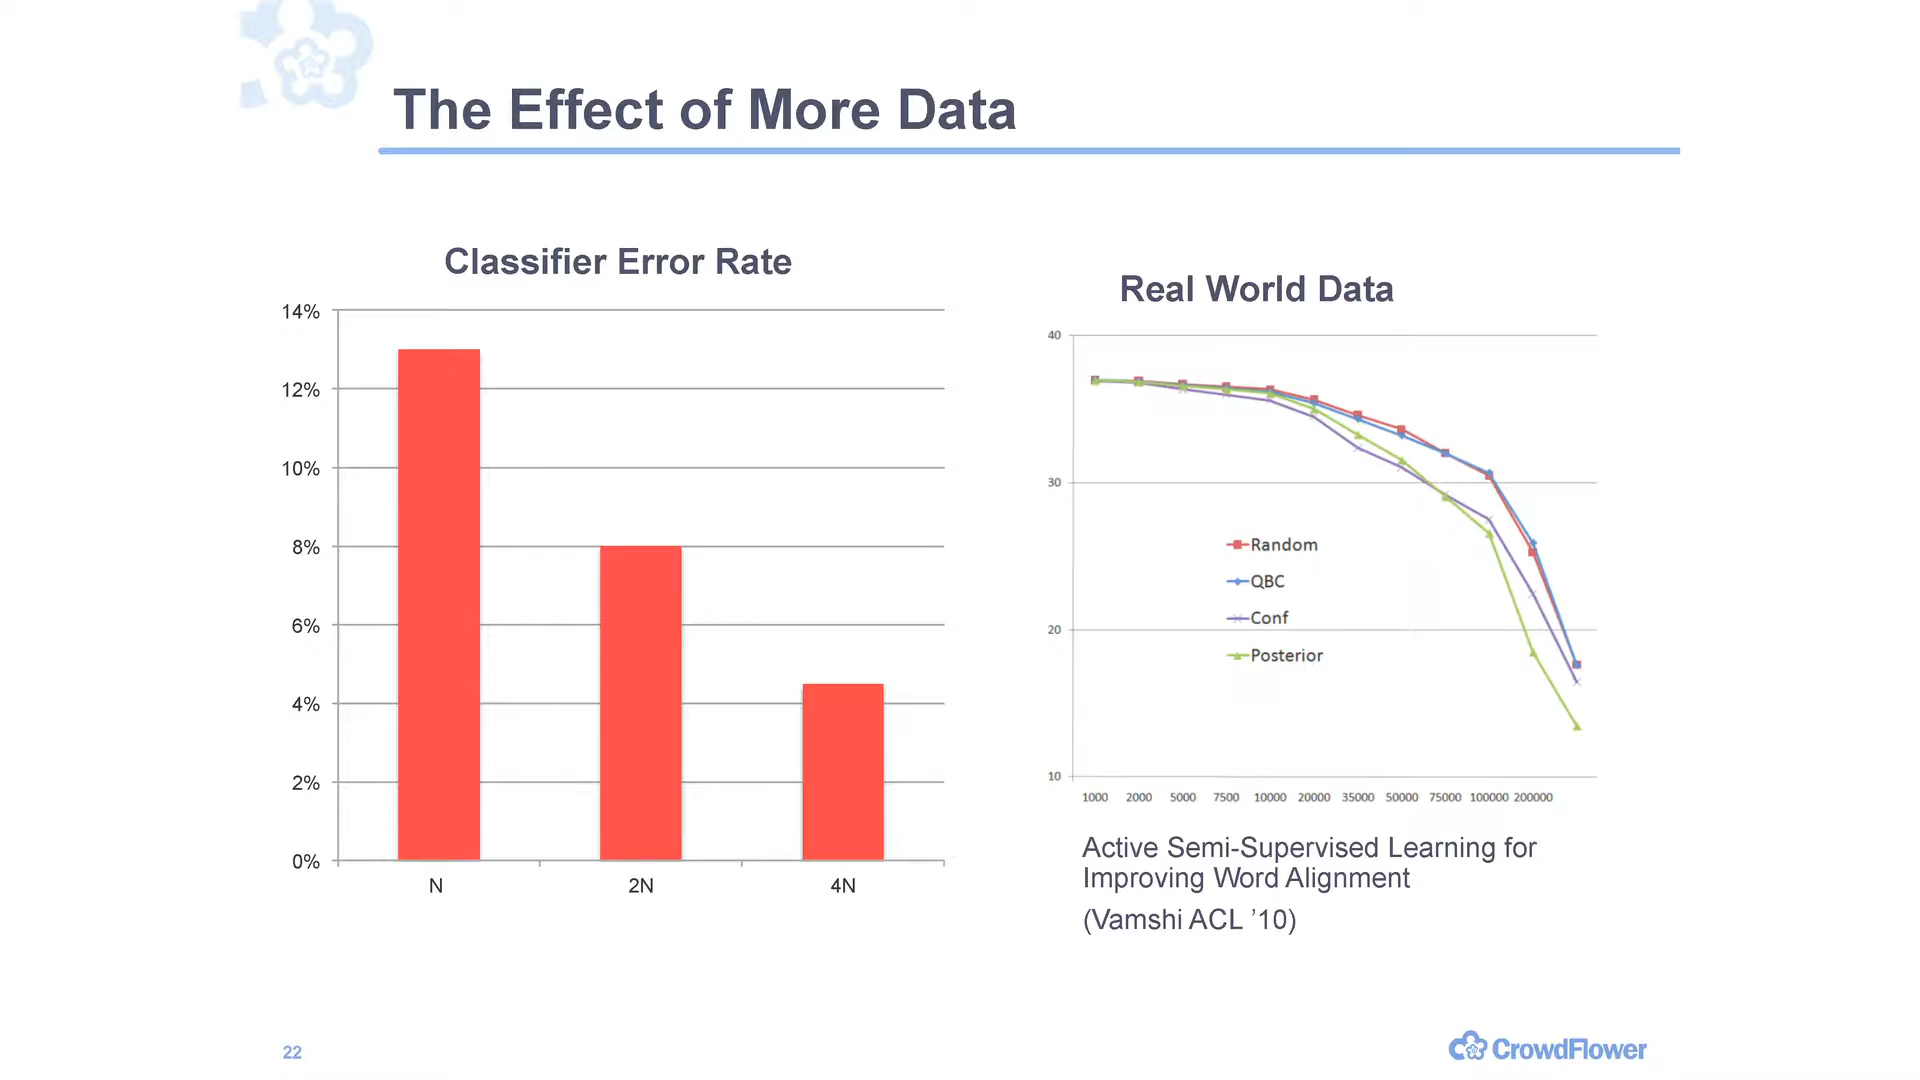 The Effect of More Data
Classifier Error Rate
14%
12%
10%
8%
6%
4%
2%
0%
N 2N 4N
Real World Data
40
30
20
10
Random
QBC
Conf
Posterior
1000 2000 5000 7500 10000 20000 35000 50000 75000 100000 200000
Active Semi-Supervised Learning for
Improving Word Alignment
(Vamshi ACL ’10)
22
CrowdFlower